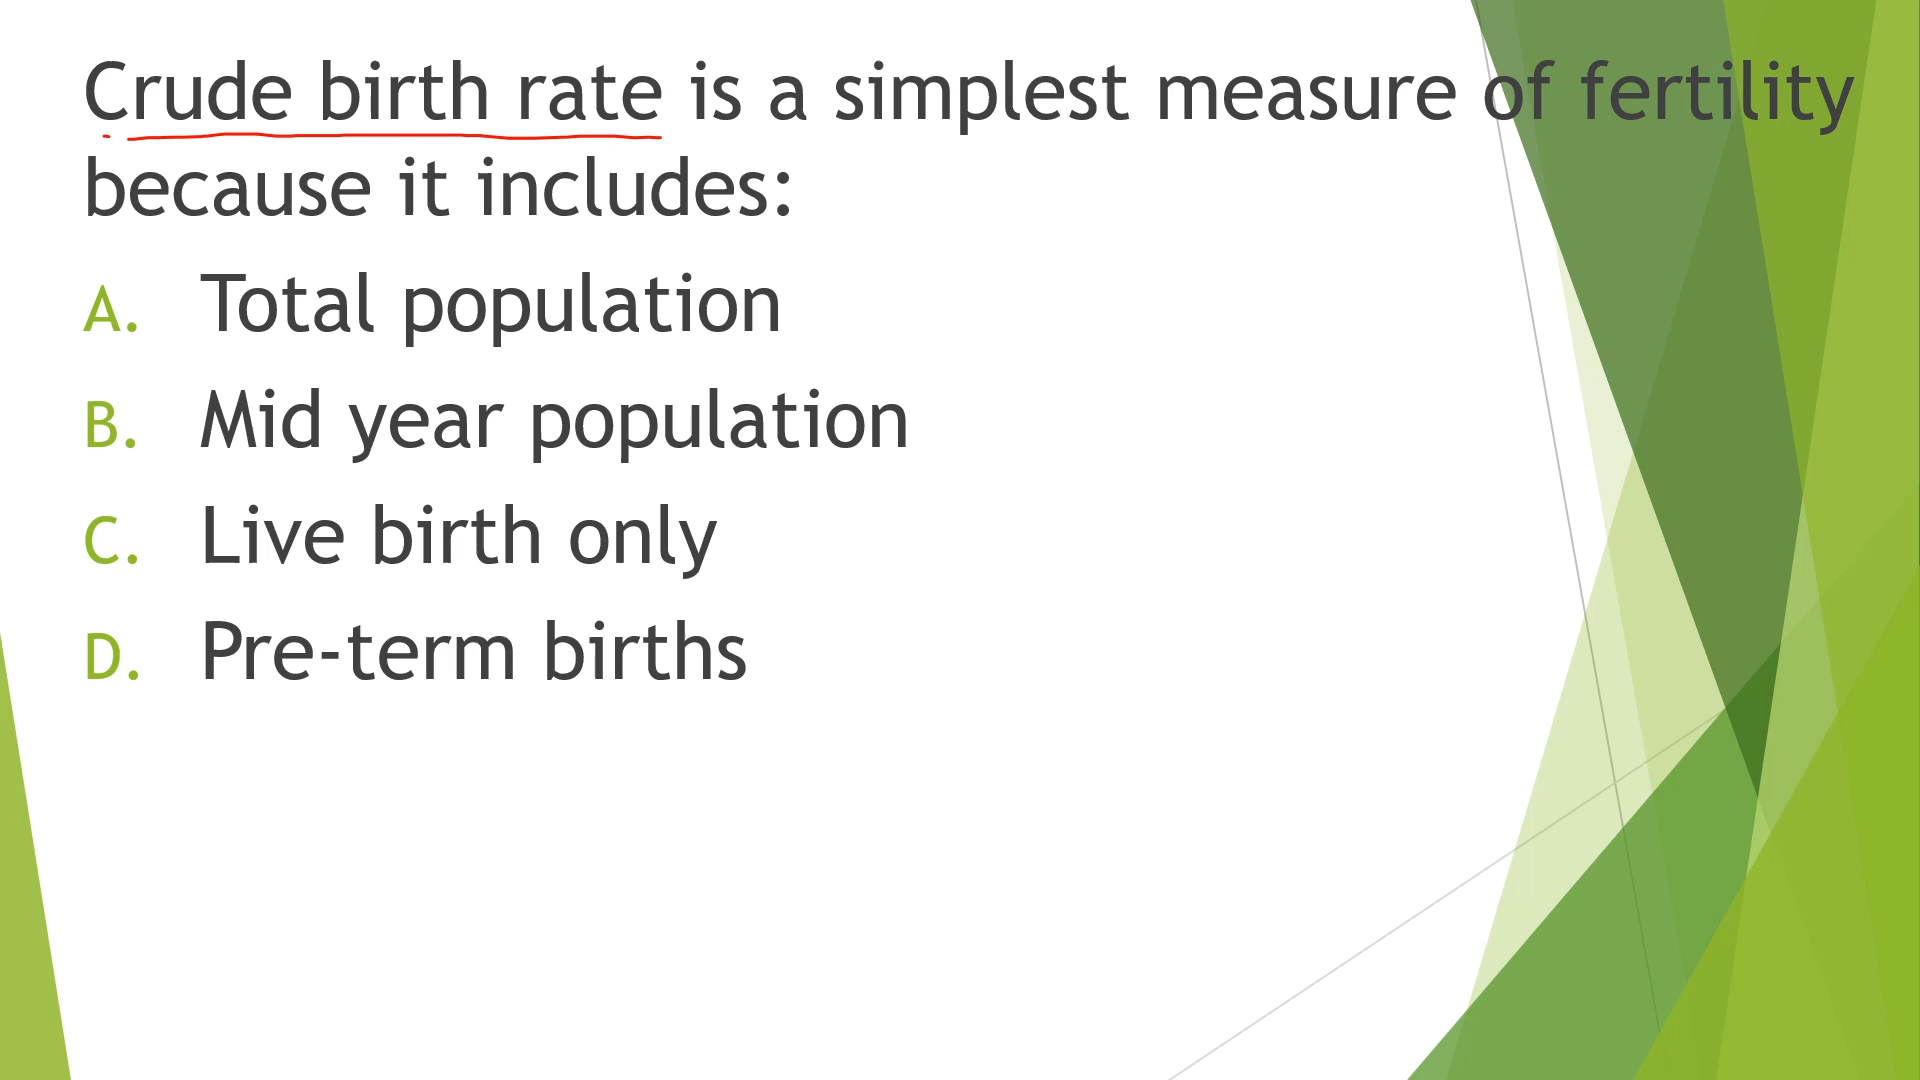 Crude birth rate is a simplest measure of fertility
because it includes:
A. Total population
B. Mid year population
C. Live birth only
D. Pre-term births